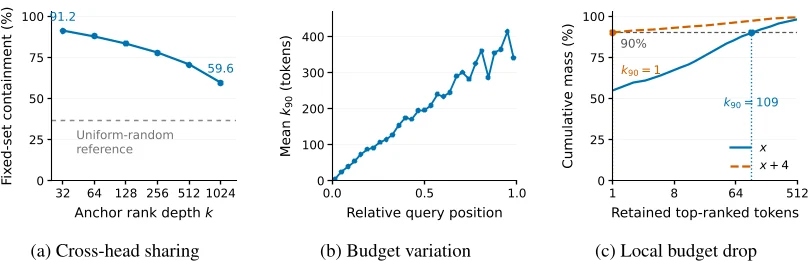 Fixed-set containment (%)
100
75
50
25
0
91.2
59.6
Uniform-random
reference
32 64 128 256 512 1024
Anchor rank depth k
(a) Cross-head sharing
Mean k₉₀ (tokens)
400
300
200
100
0
0.0 0.5 1.0
Relative query position
(b) Budget variation
Cumulative mass (%)
100
75
50
25
0
90%
k₉₀ = 1
k₉₀ = 109
x
x + 4
1 8 64 512
Retained top-ranked tokens
(c) Local budget drop